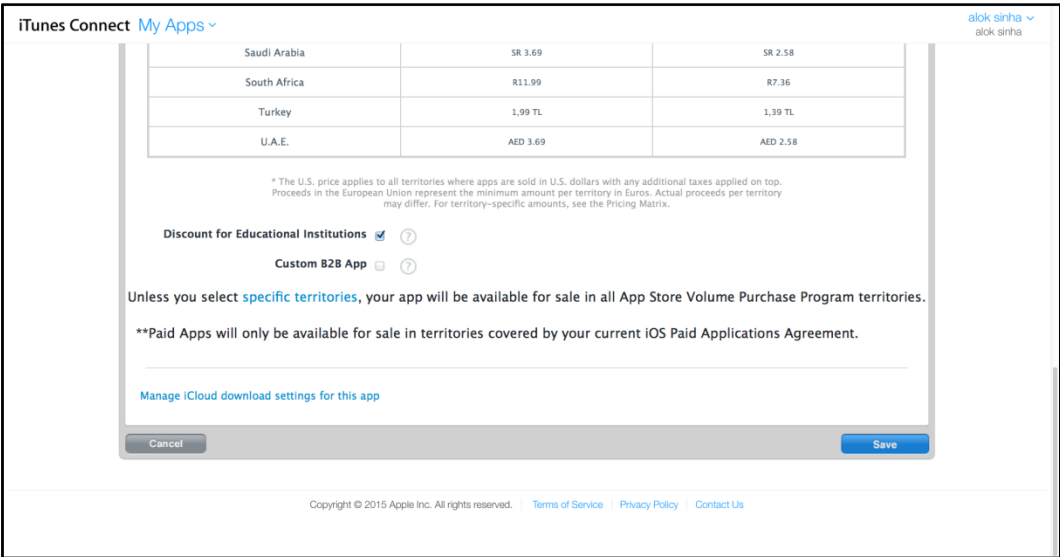 iTunes Connect My Apps
alok sinha
alok sinha
Saudi Arabia SR 3.69 SR 2.58
South Africa R11.99 R7.36
Turkey 1,99 TL 1,39 TL
U.A.E. AED 3.69 AED 2.58
* The U.S. price applies to all territories where apps are sold in U.S. dollars with any additional taxes applied on top.
Proceeds in the European Union represent the minimum amount per territory in Euros. Actual proceeds per territory
may differ. For territory-specific amounts, see the Pricing Matrix.
Discount for Educational Institutions ?
Custom B2B App ?
Unless you select specific territories, your app will be available for sale in all App Store Volume Purchase Program territories.
**Paid Apps will only be available for sale in territories covered by your current iOS Paid Applications Agreement.
Manage iCloud download settings for this app
Cancel Save
Copyright © 2015 Apple Inc. All rights reserved. Terms of Service Privacy Policy Contact Us